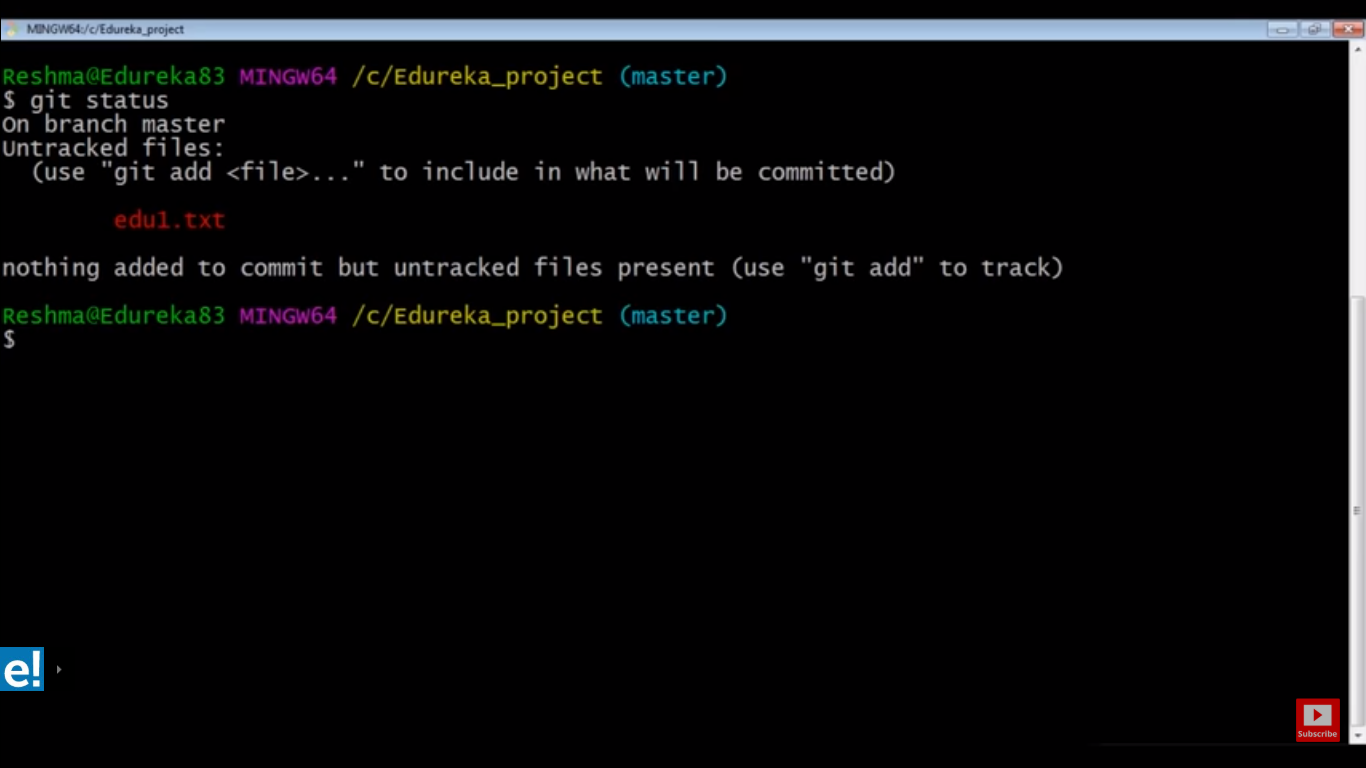 MINGW64:/c/Edureka_project
Reshma@Edureka83 MINGW64 /c/Edureka_project (master)
$ git status
On branch master
Untracked files:
  (use "git add <file>..." to include in what will be committed)
        edu1.txt
nothing added to commit but untracked files present (use "git add" to track)
Reshma@Edureka83 MINGW64 /c/Edureka_project (master)
$
e!
Subscribe